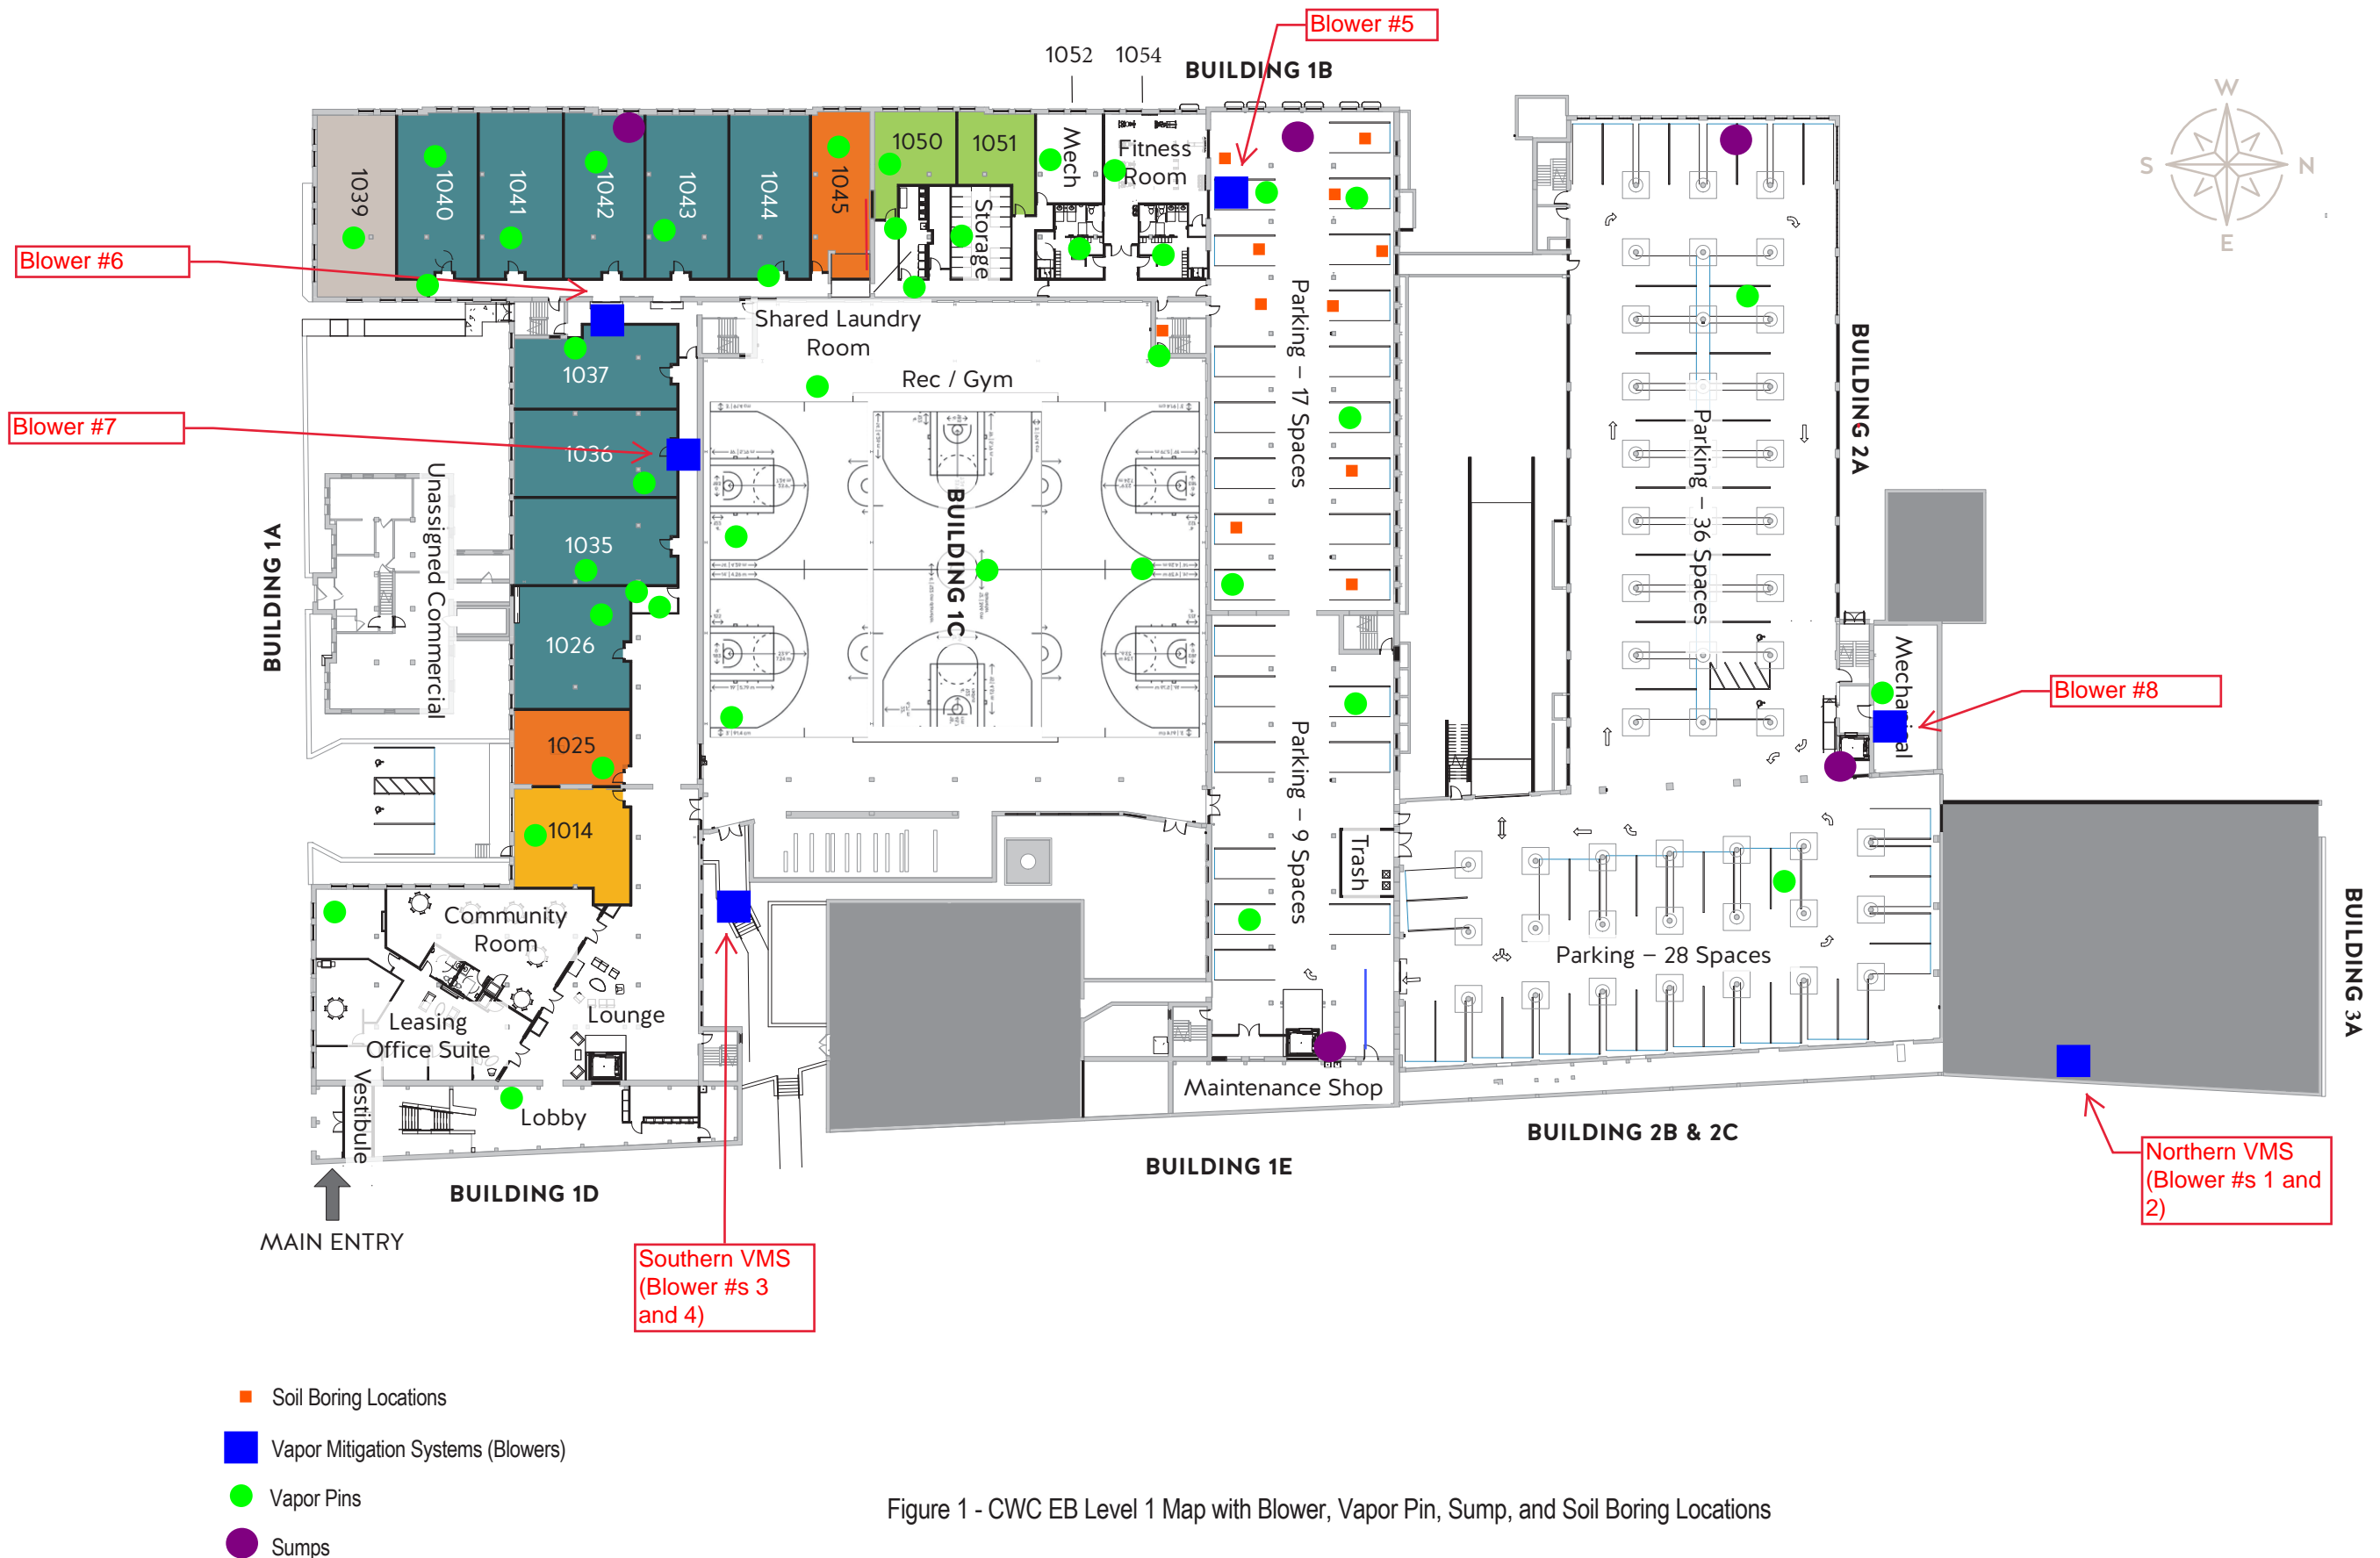 Blower #5
1052
1054
BUILDING 1B
W
S
N
E
1039
1040
1041
1042
1043
1044
1045
1050
1051
Mech
Fitness
Room
Storage
Blower #6
Shared Laundry
Room
Rec / Gym
Parking – 17 Spaces
Parking – 36 Spaces
BUILDING 2A
1037
Blower #7
1036
1035
Unassigned Commercial
BUILDING 1A
BUILDING 1C
1026
Mechanical
Blower #8
1025
1014
Parking – 9 Spaces
Trash
Parking – 28 Spaces
BUILDING 3A
Community
Room
Leasing
Office Suite
Lounge
Vestibule
Lobby
Maintenance Shop
BUILDING 2B & 2C
BUILDING 1E
BUILDING 1D
MAIN ENTRY
Northern VMS
(Blower #s 1 and
2)
Southern VMS
(Blower #s 3
and 4)
Soil Boring Locations
Vapor Mitigation Systems (Blowers)
Vapor Pins
Sumps
Figure 1 - CWC EB Level 1 Map with Blower, Vapor Pin, Sump, and Soil Boring Locations